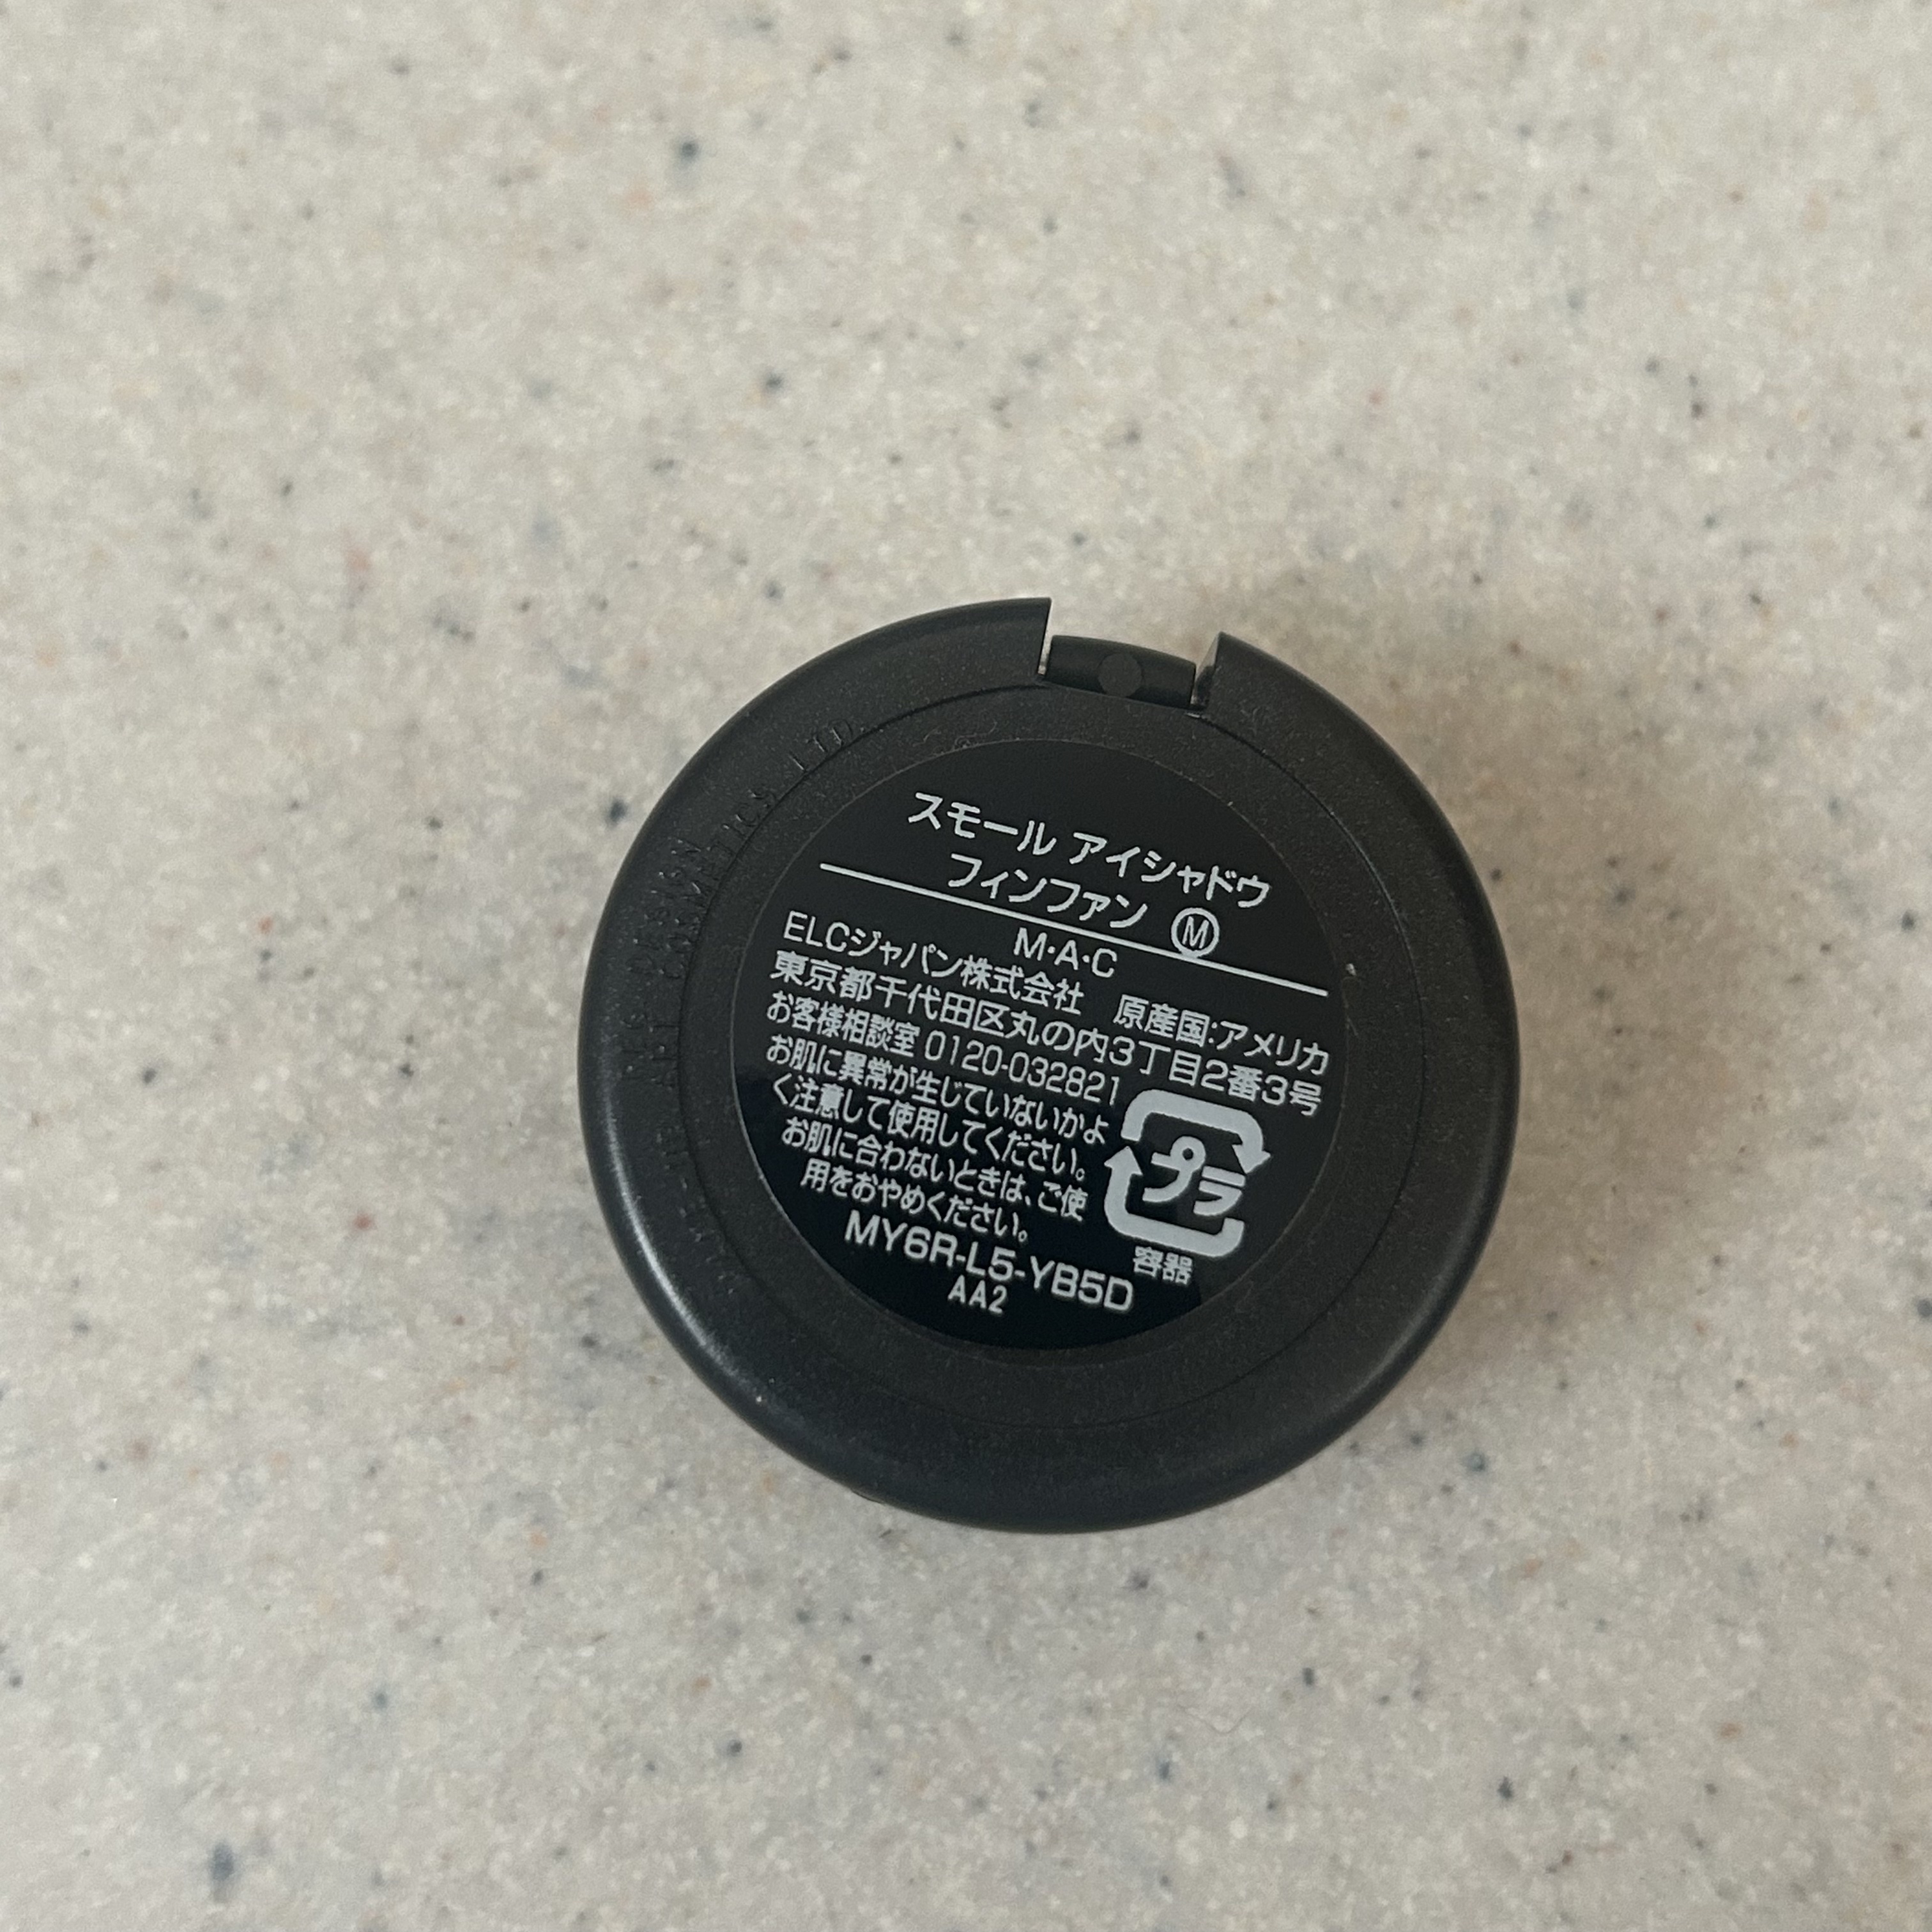 スモール アイシャドウ
フィンファン Ⓜ
M·A·C
ELCジャパン株式会社　原産国:アメリカ
東京都千代田区丸の内3丁目2番3号
お客様相談室 0120-032821
お肌に異常が生じていないかよ
く注意して使用してください。
お肌に合わないときは、ご使
用をおやめください。
プラ
容器
MY6R-L5-YB5D
AA2